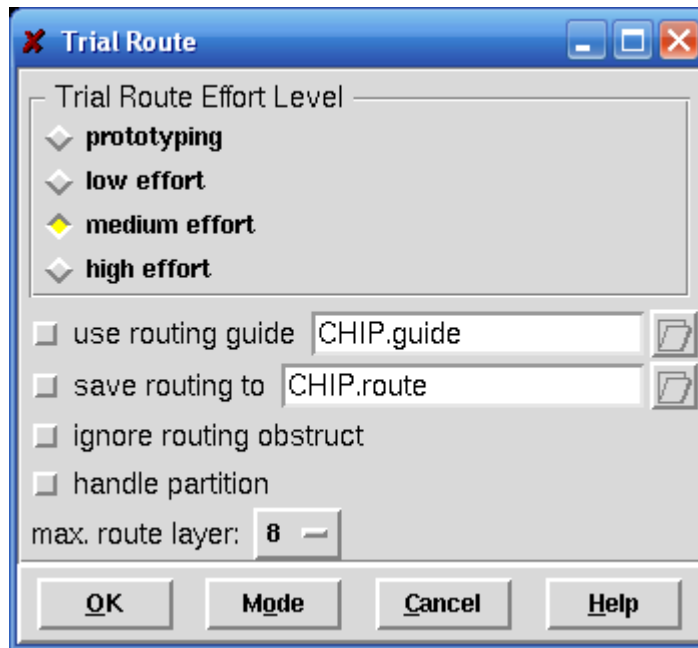 Trial Route
Trial Route Effort Level
prototyping
low effort
medium effort
high effort
use routing guide CHIP.guide
save routing to CHIP.route
ignore routing obstruct
handle partition
max. route layer: 8
OK Mode Cancel Help